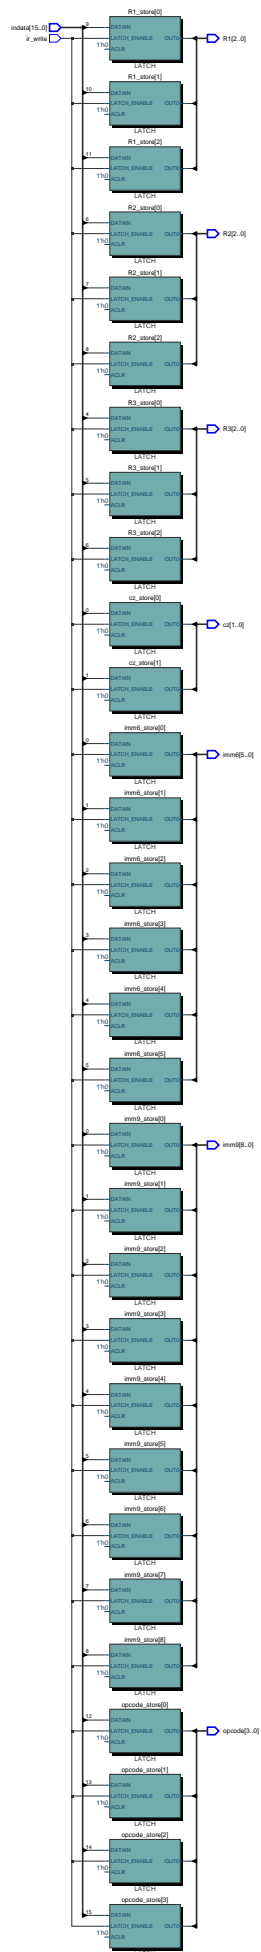 R1_store[0]
indata[15..0] 9 DATAIN
ir_write LATCH_ENABLE OUT0 R1[2..0]
1'h0 ACLR
LATCH
R1_store[1]
10 DATAIN
LATCH_ENABLE OUT0
1'h0 ACLR
LATCH
R1_store[2]
11 DATAIN
LATCH_ENABLE OUT0
1'h0 ACLR
LATCH
R2_store[0]
6 DATAIN
LATCH_ENABLE OUT0 R2[2..0]
1'h0 ACLR
LATCH
R2_store[1]
7 DATAIN
LATCH_ENABLE OUT0
1'h0 ACLR
LATCH
R2_store[2]
8 DATAIN
LATCH_ENABLE OUT0
1'h0 ACLR
LATCH
R3_store[0]
4 DATAIN
LATCH_ENABLE OUT0 R3[2..0]
1'h0 ACLR
LATCH
R3_store[1]
5 DATAIN
LATCH_ENABLE OUT0
1'h0 ACLR
LATCH
R3_store[2]
6 DATAIN
LATCH_ENABLE OUT0
1'h0 ACLR
LATCH
cz_store[0]
0 DATAIN
LATCH_ENABLE OUT0 cz[1..0]
1'h0 ACLR
LATCH
cz_store[1]
1 DATAIN
LATCH_ENABLE OUT0
1'h0 ACLR
LATCH
imm6_store[0]
0 DATAIN
LATCH_ENABLE OUT0 imm6[5..0]
1'h0 ACLR
LATCH
imm6_store[1]
1 DATAIN
LATCH_ENABLE OUT0
1'h0 ACLR
LATCH
imm6_store[2]
2 DATAIN
LATCH_ENABLE OUT0
1'h0 ACLR
LATCH
imm6_store[3]
3 DATAIN
LATCH_ENABLE OUT0
1'h0 ACLR
LATCH
imm6_store[4]
4 DATAIN
LATCH_ENABLE OUT0
1'h0 ACLR
LATCH
imm6_store[5]
5 DATAIN
LATCH_ENABLE OUT0
1'h0 ACLR
LATCH
imm9_store[0]
0 DATAIN
LATCH_ENABLE OUT0 imm9[8..0]
1'h0 ACLR
LATCH
imm9_store[1]
1 DATAIN
LATCH_ENABLE OUT0
1'h0 ACLR
LATCH
imm9_store[2]
2 DATAIN
LATCH_ENABLE OUT0
1'h0 ACLR
LATCH
imm9_store[3]
3 DATAIN
LATCH_ENABLE OUT0
1'h0 ACLR
LATCH
imm9_store[4]
4 DATAIN
LATCH_ENABLE OUT0
1'h0 ACLR
LATCH
imm9_store[5]
5 DATAIN
LATCH_ENABLE OUT0
1'h0 ACLR
LATCH
imm9_store[6]
6 DATAIN
LATCH_ENABLE OUT0
1'h0 ACLR
LATCH
imm9_store[7]
7 DATAIN
LATCH_ENABLE OUT0
1'h0 ACLR
LATCH
imm9_store[8]
8 DATAIN
LATCH_ENABLE OUT0
1'h0 ACLR
LATCH
opcode_store[0]
12 DATAIN
LATCH_ENABLE OUT0 opcode[3..0]
1'h0 ACLR
LATCH
opcode_store[1]
13 DATAIN
LATCH_ENABLE OUT0
1'h0 ACLR
LATCH
opcode_store[2]
14 DATAIN
LATCH_ENABLE OUT0
1'h0 ACLR
LATCH
opcode_store[3]
15 DATAIN
LATCH_ENABLE OUT0
1'h0 ACLR